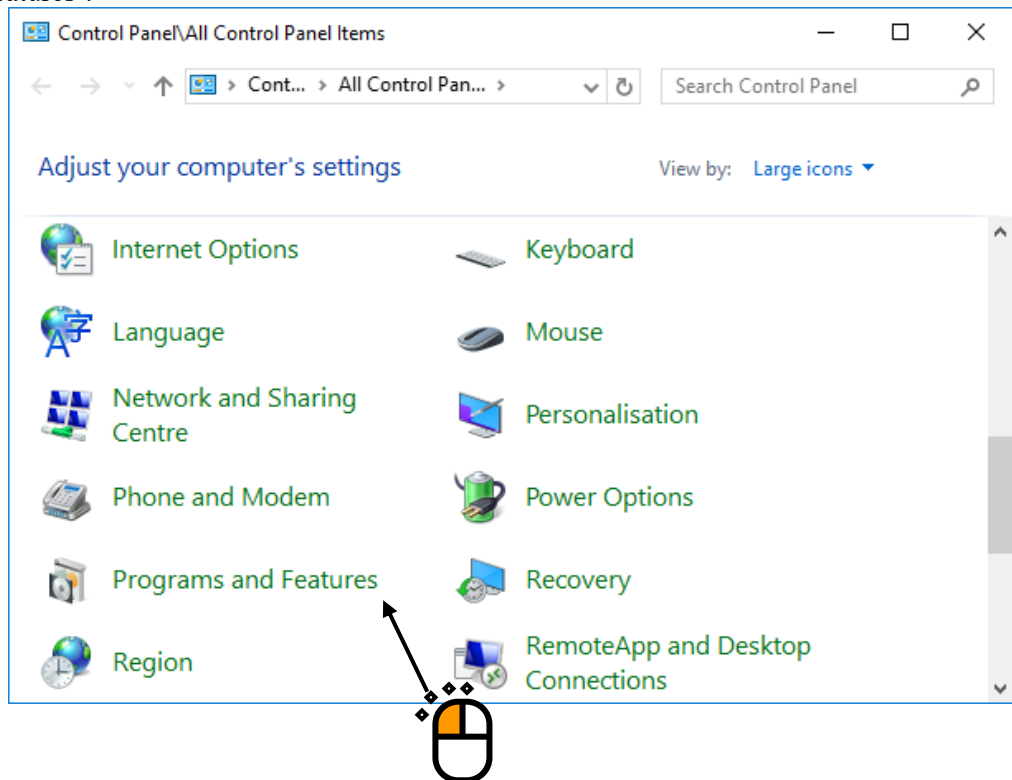 Control Panel\All Control Panel Items
Cont... > All Control Pan... >
Search Control Panel
Adjust your computer's settings
View by: Large icons
Internet Options
Keyboard
Language
Mouse
Network and Sharing
Centre
Personalisation
Phone and Modem
Power Options
Programs and Features
Recovery
Region
RemoteApp and Desktop
Connections